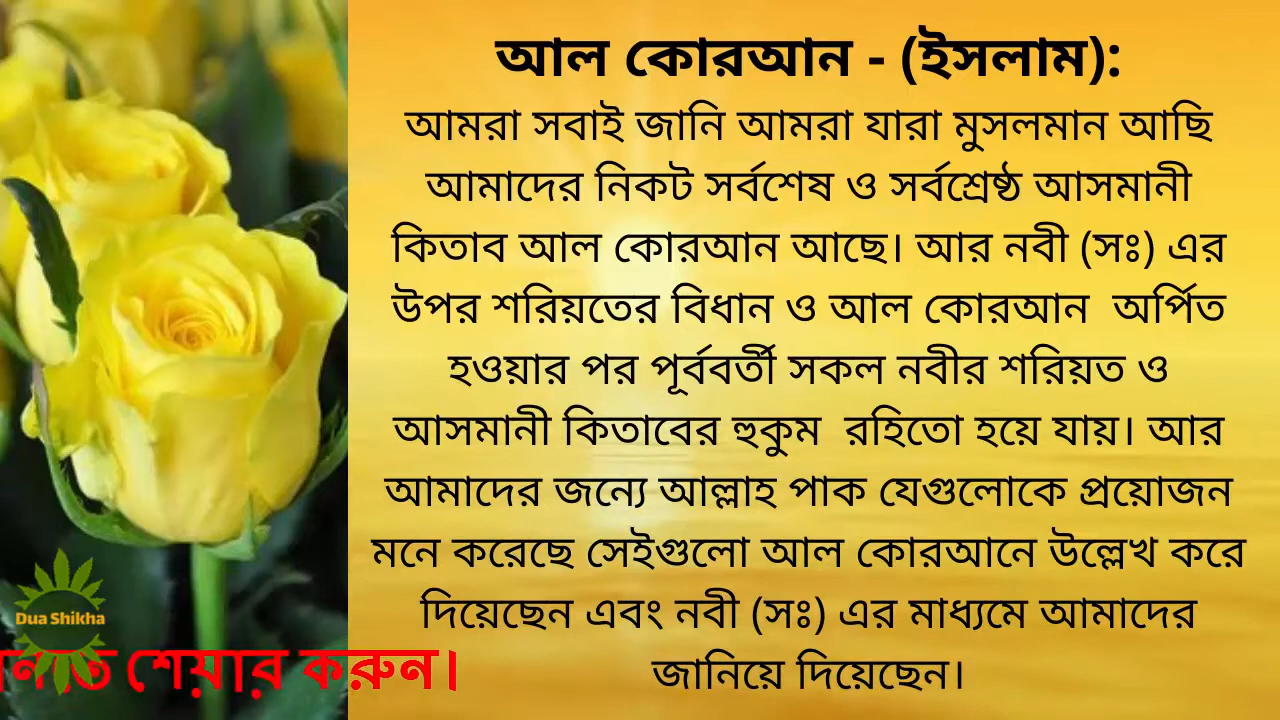 আল কোরআন - (ইসলাম):
আমরা সবাই জানি আমরা যারা মুসলমান আছি
আমাদের নিকট সর্বশেষ ও সর্বশ্রেষ্ঠ আসমানী
কিতাব আল কোরআন আছে। আর নবী (সঃ) এর
উপর শরিয়তের বিধান ও আল কোরআন অর্পিত
হওয়ার পর পূর্ববর্তী সকল নবীর শরিয়ত ও
আসমানী কিতাবের হুকুম রহিতো হয়ে যায়। আর
আমাদের জন্যে আল্লাহ পাক যেগুলোকে প্রয়োজন
মনে করেছে সেইগুলো আল কোরআনে উল্লেখ করে
দিয়েছেন এবং নবী (সঃ) এর মাধ্যমে আমাদের
জানিয়ে দিয়েছেন।
Dua Shikha
শেয়ার করুন।